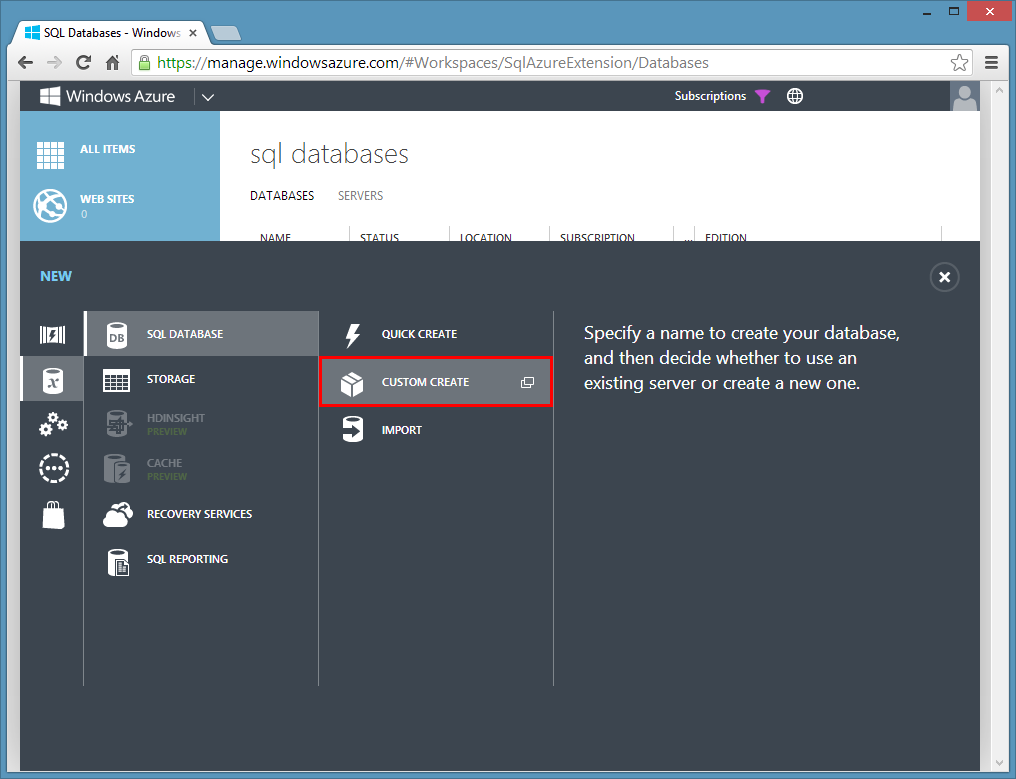 SQL Databases - Windows
https://manage.windowsazure.com/#Workspaces/SqlAzureExtension/Databases
Windows Azure
Subscriptions
ALL ITEMS
WEB SITES
0
sql databases
DATABASES SERVERS
NAME STATUS LOCATION SUBSCRIPTION ... EDITION
NEW
SQL DATABASE
DB
STORAGE
HDINSIGHT
PREVIEW
CACHE
PREVIEW
RECOVERY SERVICES
SQL REPORTING
QUICK CREATE
CUSTOM CREATE
IMPORT
Specify a name to create your database,
and then decide whether to use an
existing server or create a new one.